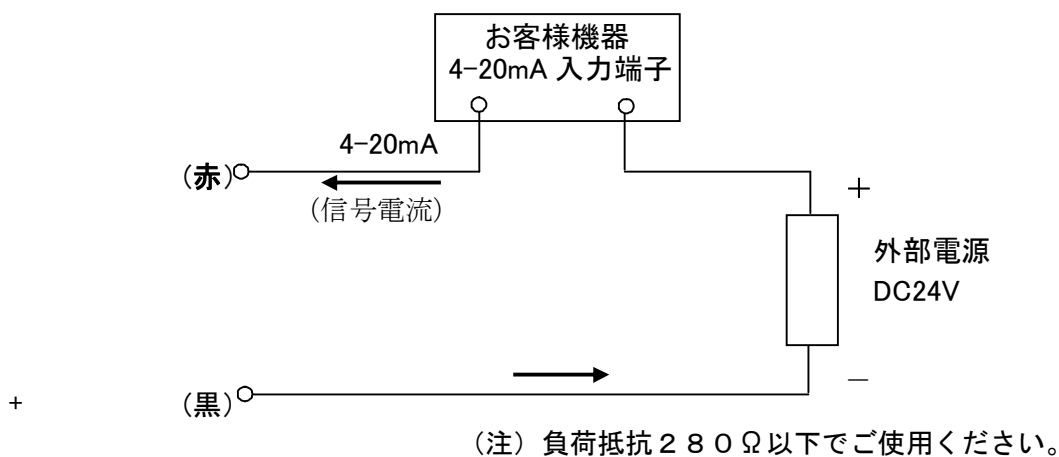 お客様機器
4-20mA 入力端子
4-20mA
(赤)
(信号電流)
+
外部電源
DC24V
+
(黒)
－
(注) 負荷抵抗２８０Ω以下でご使用ください。